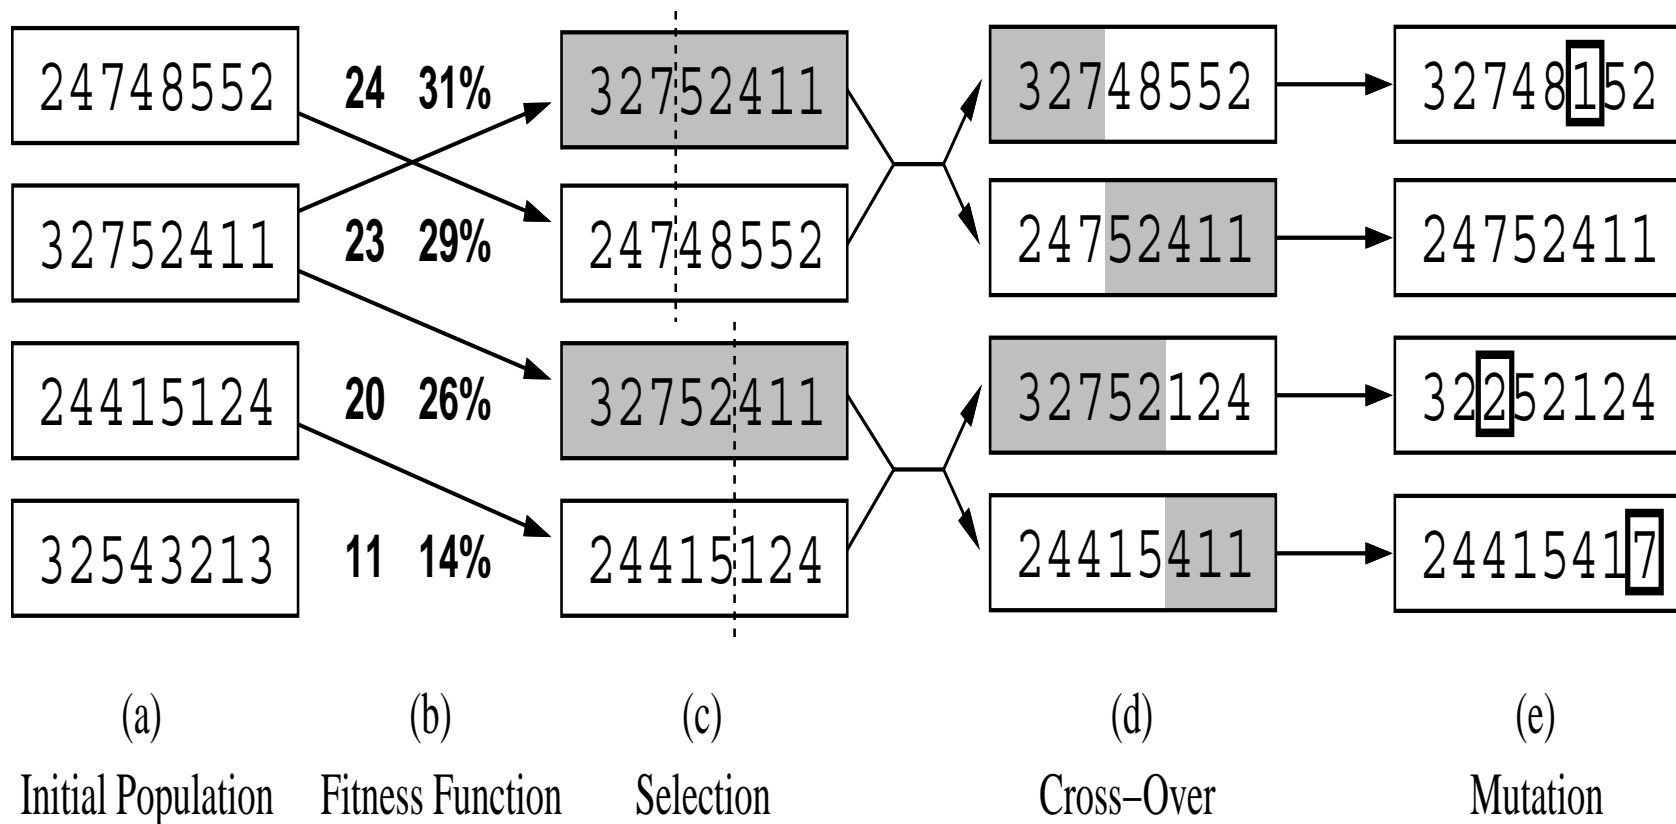 24748552 24 31% 32752411 32748552 32748152
32752411 23 29% 24748552 24752411 24752411
24415124 20 26% 32752411 32752124 32252124
32543213 11 14% 24415124 24415411 24415417
(a) (b) (c) (d) (e)
Initial Population Fitness Function Selection Cross–Over Mutation